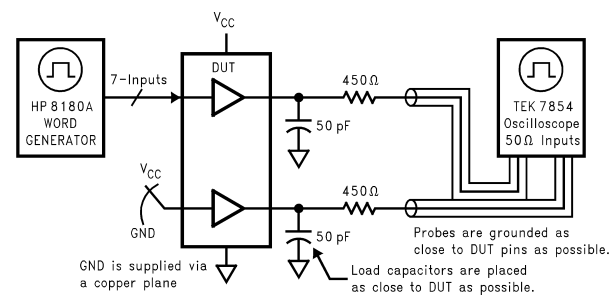 VCC
DUT
HP 8180A
WORD
GENERATOR
7-Inputs
450Ω
50 pF
TEK 7854
Oscilloscope
50Ω Inputs
VCC
GND
450Ω
50 pF
Probes are grounded as
close to DUT pins as possible.
GND is supplied via
a copper plane
Load capacitors are placed
as close to DUT as possible.